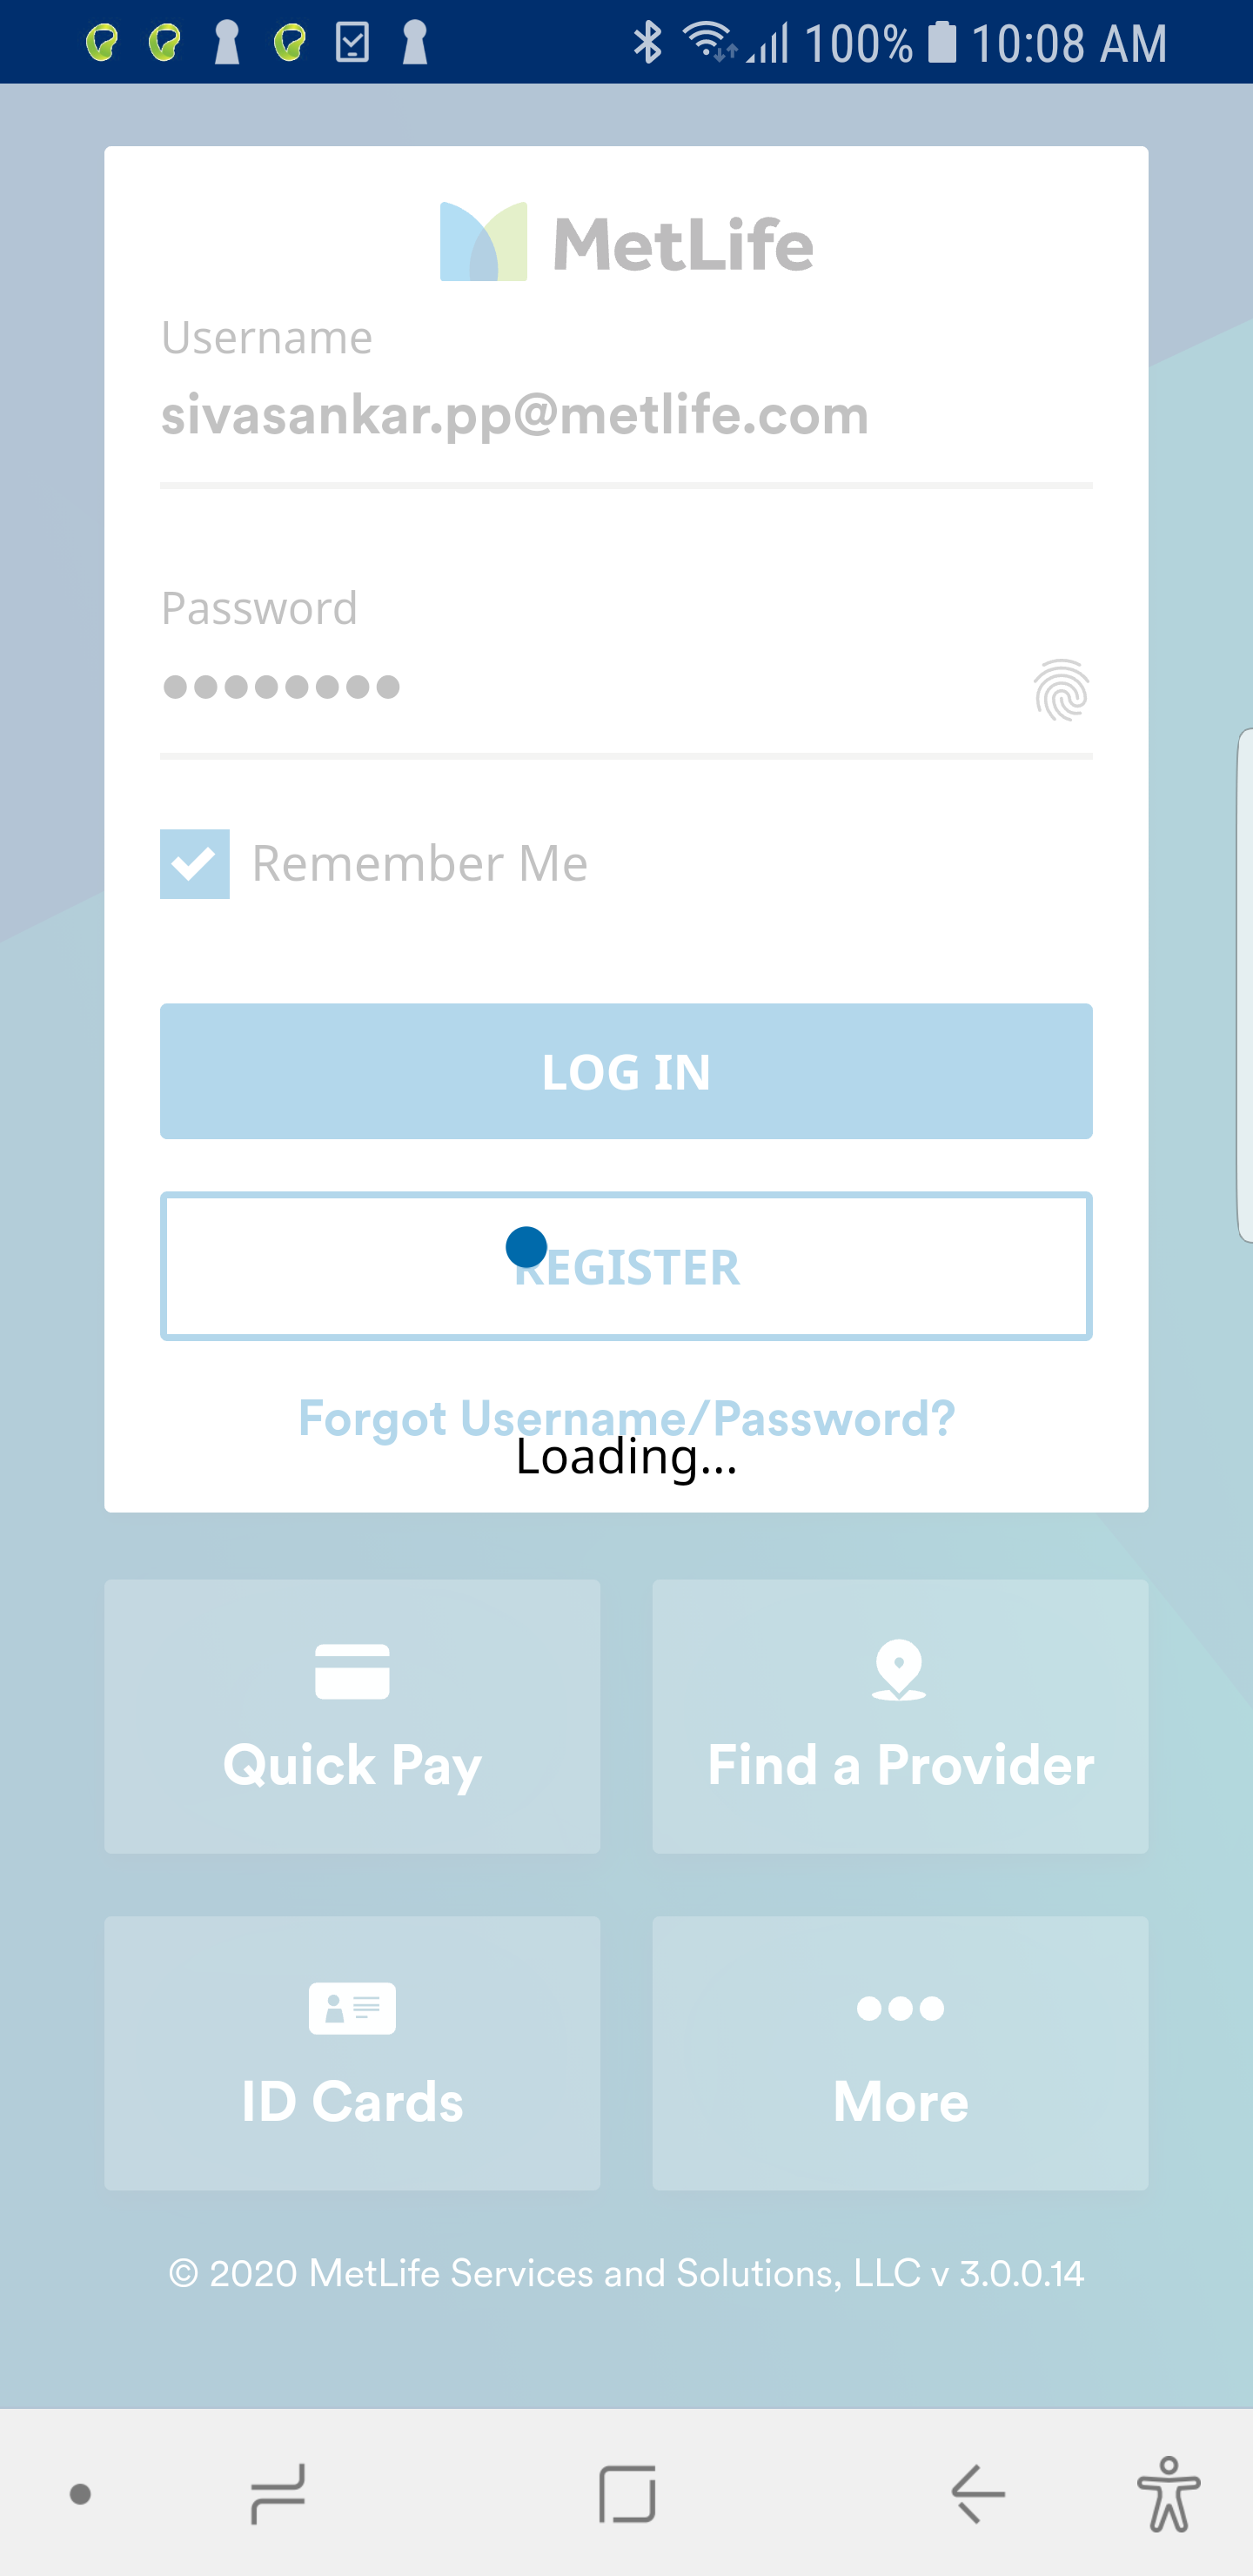 100% 10:08 AM
MetLife
Username
sivasankar.pp@metlife.com
Password
Remember Me
LOG IN
REGISTER
Forgot Username/Password?
Loading...
Quick Pay
Find a Provider
ID Cards
More
© 2020 MetLife Services and Solutions, LLC v 3.0.0.14